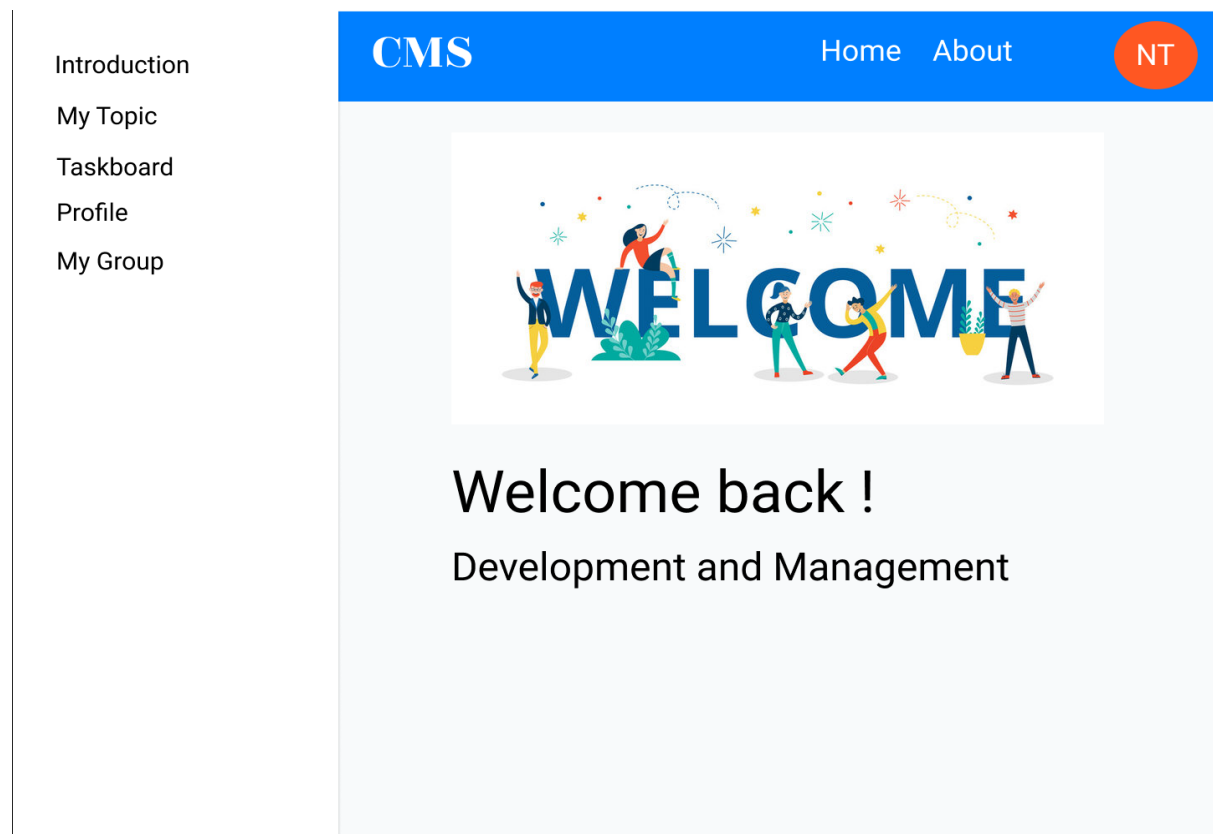 Introduction
My Topic
Taskboard
Profile
My Group
CMS
Home About
NT
WELCOME
Welcome back !
Development and Management